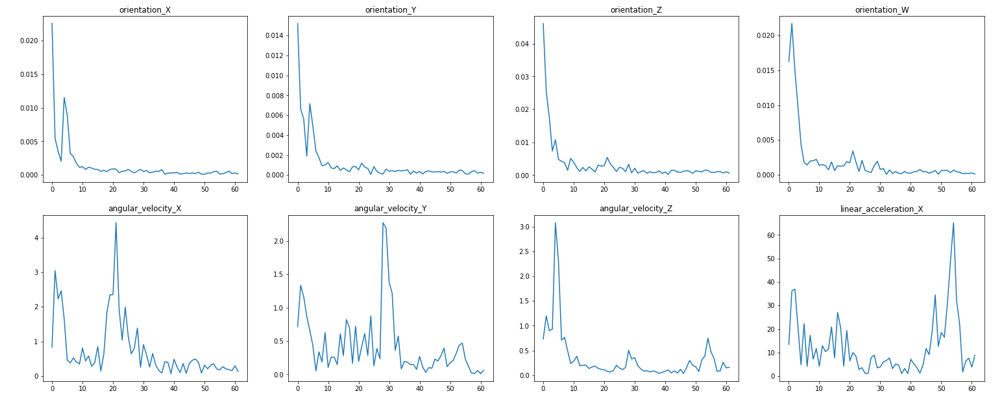 orientation_X
0.020
0.015
0.010
0.005
0.000
0 10 20 30 40 50 60
orientation_Y
0.014
0.012
0.010
0.008
0.006
0.004
0.002
0.000
0 10 20 30 40 50 60
orientation_Z
0.04
0.03
0.02
0.01
0.00
0 10 20 30 40 50 60
orientation_W
0.020
0.015
0.010
0.005
0.000
0 10 20 30 40 50 60
angular_velocity_X
4
3
2
1
0
0 10 20 30 40 50 60
angular_velocity_Y
2.0
1.5
1.0
0.5
0.0
0 10 20 30 40 50 60
angular_velocity_Z
3.0
2.5
2.0
1.5
1.0
0.5
0.0
0 10 20 30 40 50 60
linear_acceleration_X
60
50
40
30
20
10
0
0 10 20 30 40 50 60